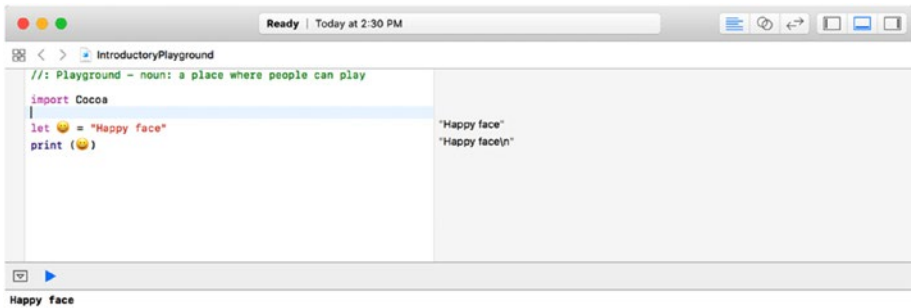 Ready | Today at 2:30 PM
IntroductoryPlayground
//: Playground – noun: a place where people can play
import Cocoa
let 😀 = "Happy face"
"Happy face"
print (😀)
"Happy face\n"
Happy face